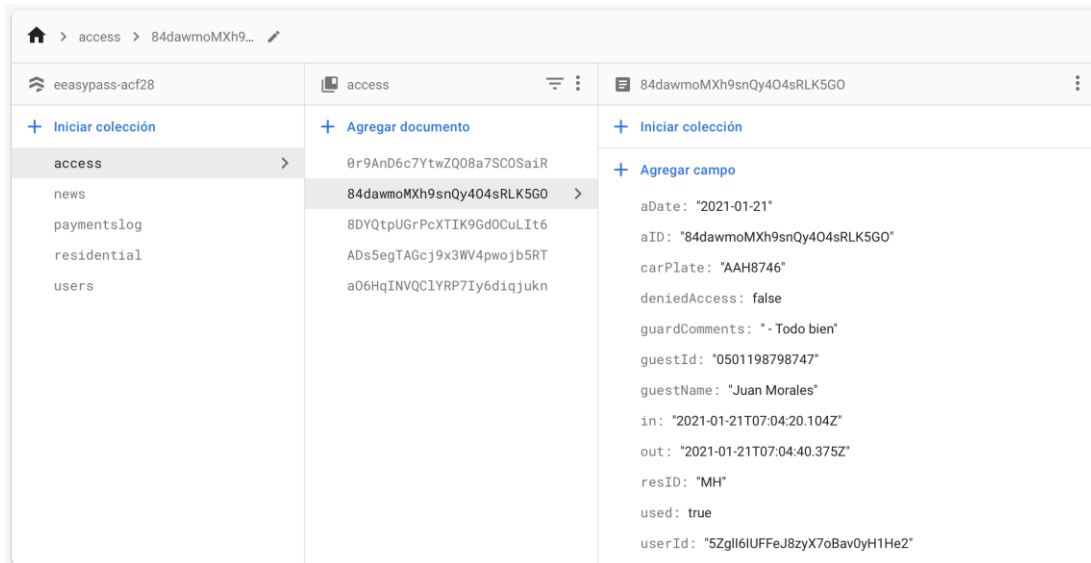 access > 84dawmoMXh9...
eeasypass-acf28
Iniciar colección
access
news
paymentslog
residential
users
access
Agregar documento
0r9AnD6c7YtwZQO8a7SCOSaiR
84dawmoMXh9snQy4O4sRLK5GO
8DYQtpUGrPcXTIK9GdOCuLIt6
ADs5egTAGcj9x3WV4pwojb5RT
aO6HqINVQClYRP7Iy6diqjukn
84dawmoMXh9snQy4O4sRLK5GO
Iniciar colección
Agregar campo
aDate: "2021-01-21"
aID: "84dawmoMXh9snQy4O4sRLK5GO"
carPlate: "AAH8746"
deniedAccess: false
guardComments: " - Todo bien"
guestId: "0501198798747"
guestName: "Juan Morales"
in: "2021-01-21T07:04:20.104Z"
out: "2021-01-21T07:04:40.375Z"
resID: "MH"
used: true
userId: "5ZglI6IUFFeJ8zyX7oBav0yH1He2"